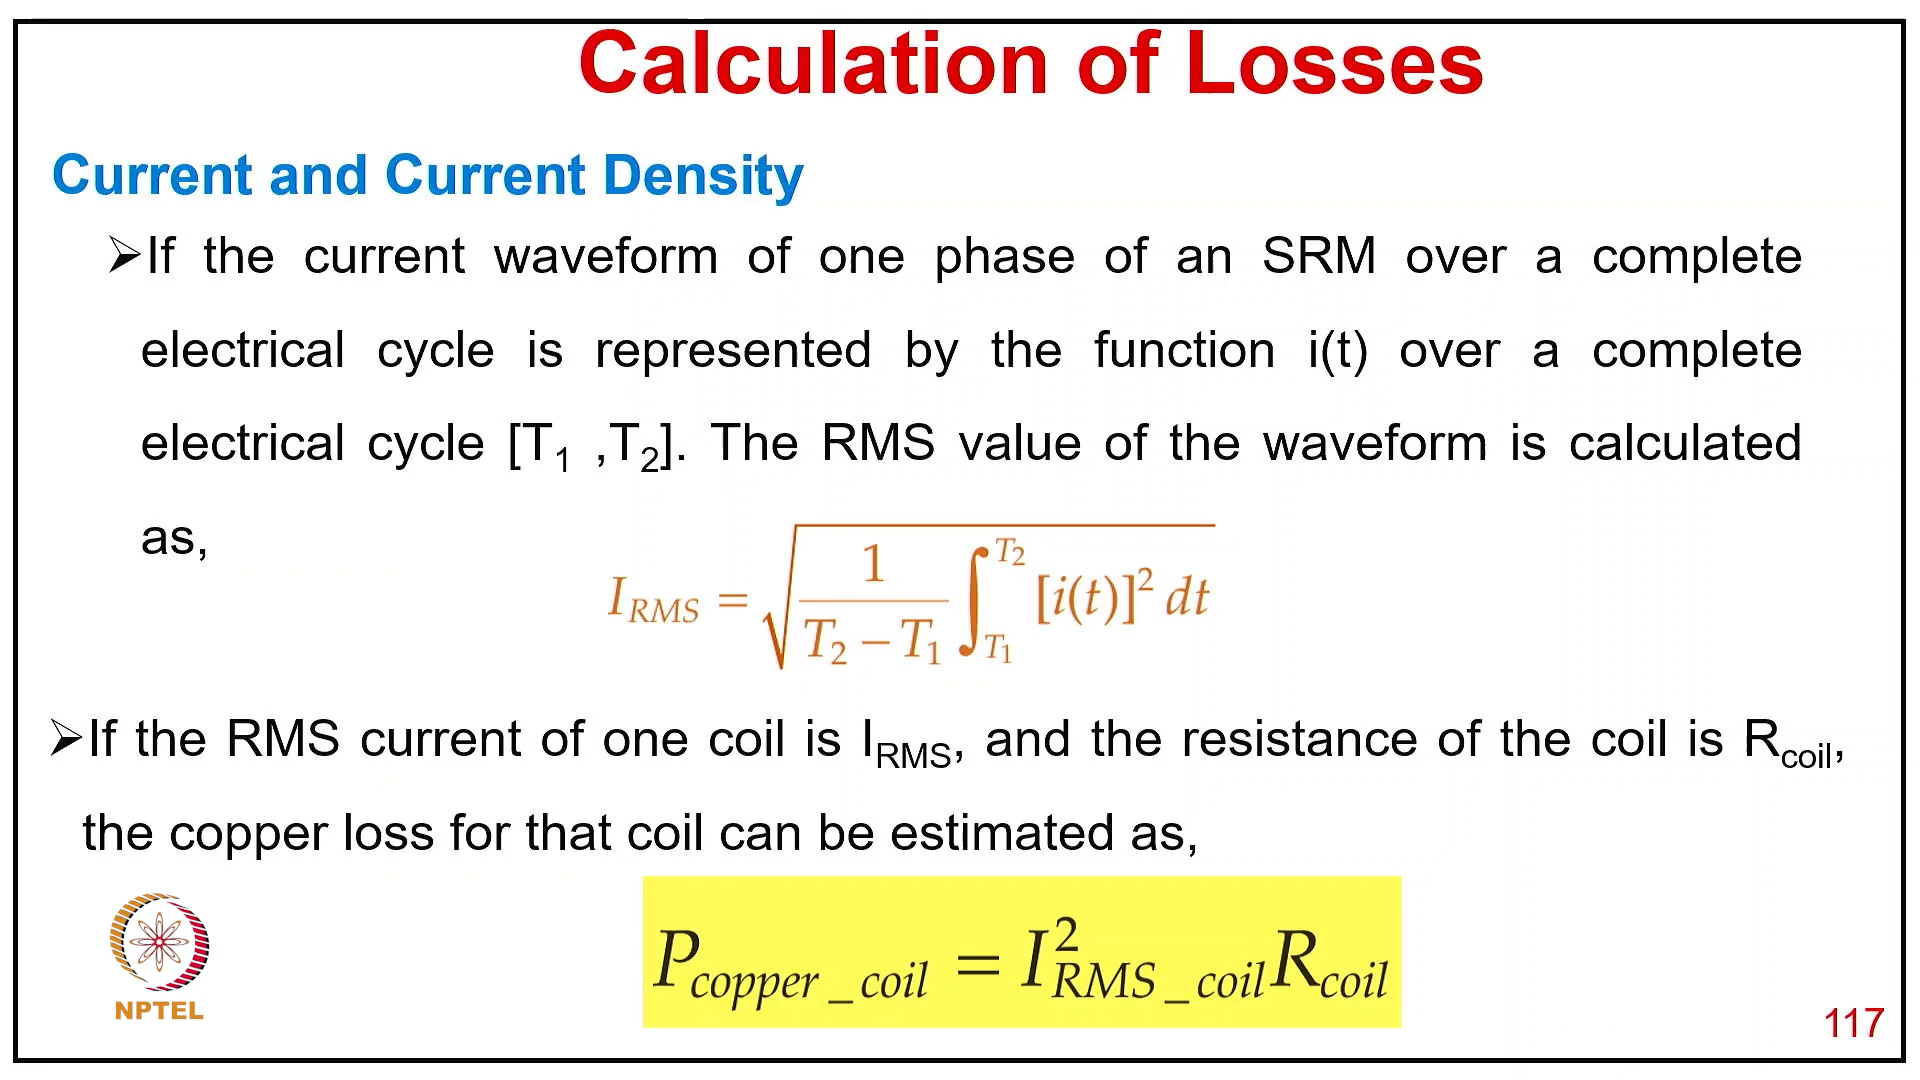 Calculation of Losses
Current and Current Density
➢If the current waveform of one phase of an SRM over a complete
electrical cycle is represented by the function i(t) over a complete
electrical cycle [T₁ ,T₂]. The RMS value of the waveform is calculated
as,
I_RMS = √(1/(T₂ − T₁) ∫_{T₁}^{T₂} [i(t)]² dt)
➢If the RMS current of one coil is I_RMS, and the resistance of the coil is R_coil,
the copper loss for that coil can be estimated as,
P_copper_coil = I²_RMS_coil R_coil
NPTEL
117